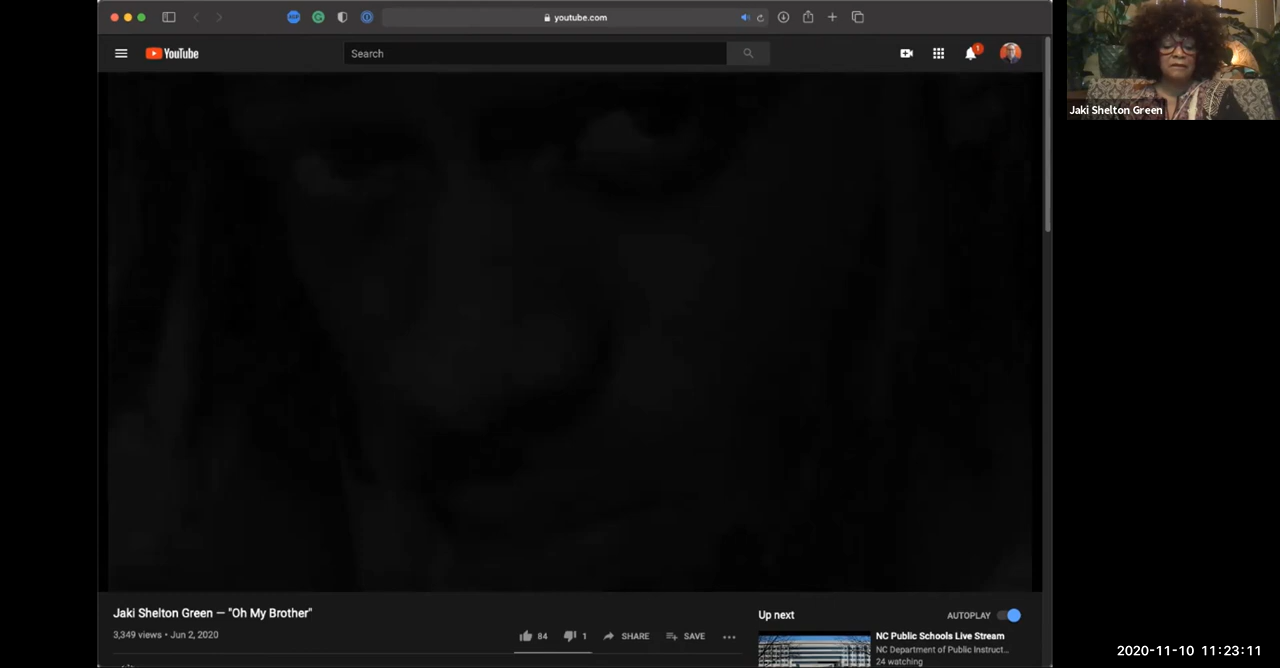 youtube.com
YouTube
Search
1
Jaki Shelton Green
Jaki Shelton Green – "Oh My Brother"
3,349 views • Jun 2, 2020
84
1
SHARE
SAVE
Up next
AUTOPLAY
NC Public Schools Live Stream
NC Department of Public Instruct...
24 watching
2020-11-10 11:23:11